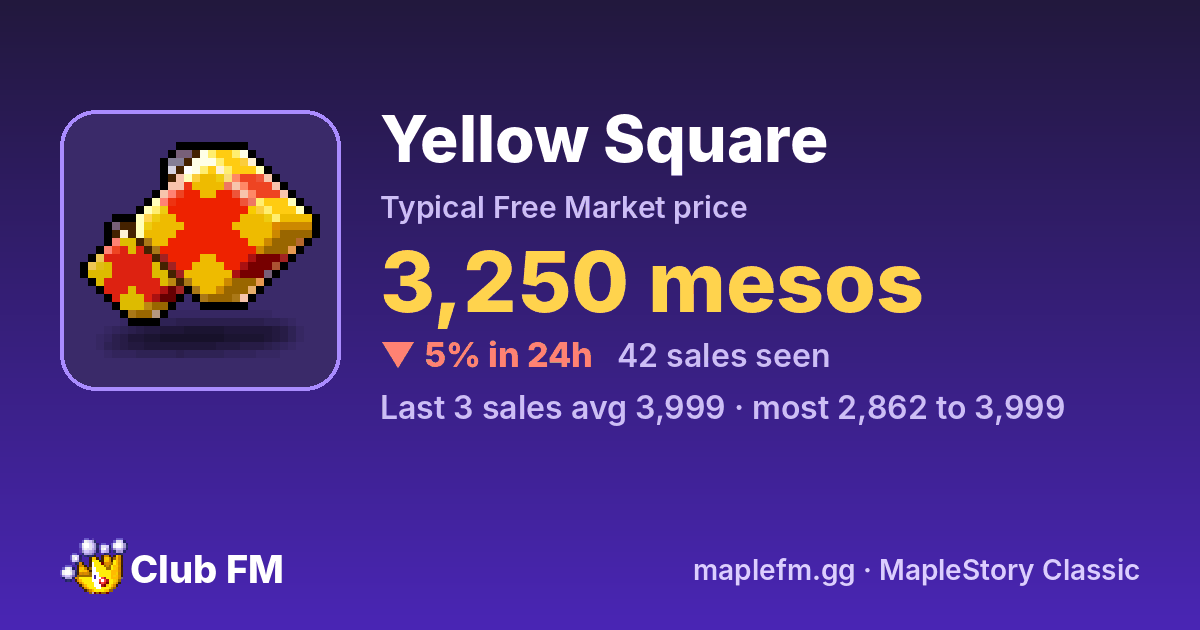 Yellow Square
Typical Free Market price
3,250 mesos
▼ 5% in 24h 42 sales seen
Last 3 sales avg 3,999 · most 2,862 to 3,999
Club FM
maplefm.gg · MapleStory Classic